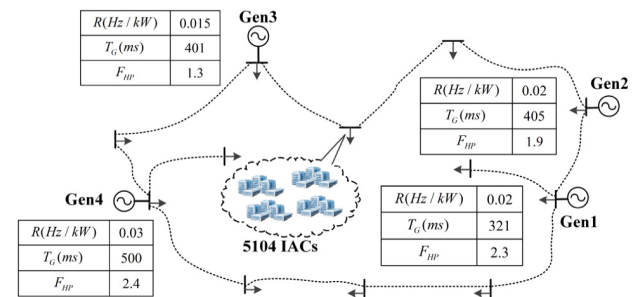 Gen3
R(Hz / kW) 0.015
T_G(ms) 401
F_HP 1.3
Gen2
R(Hz / kW) 0.02
T_G(ms) 405
F_HP 1.9
Gen4
R(Hz / kW) 0.03
T_G(ms) 500
F_HP 2.4
5104 IACs
R(Hz / kW) 0.02
T_G(ms) 321
F_HP 2.3
Gen1